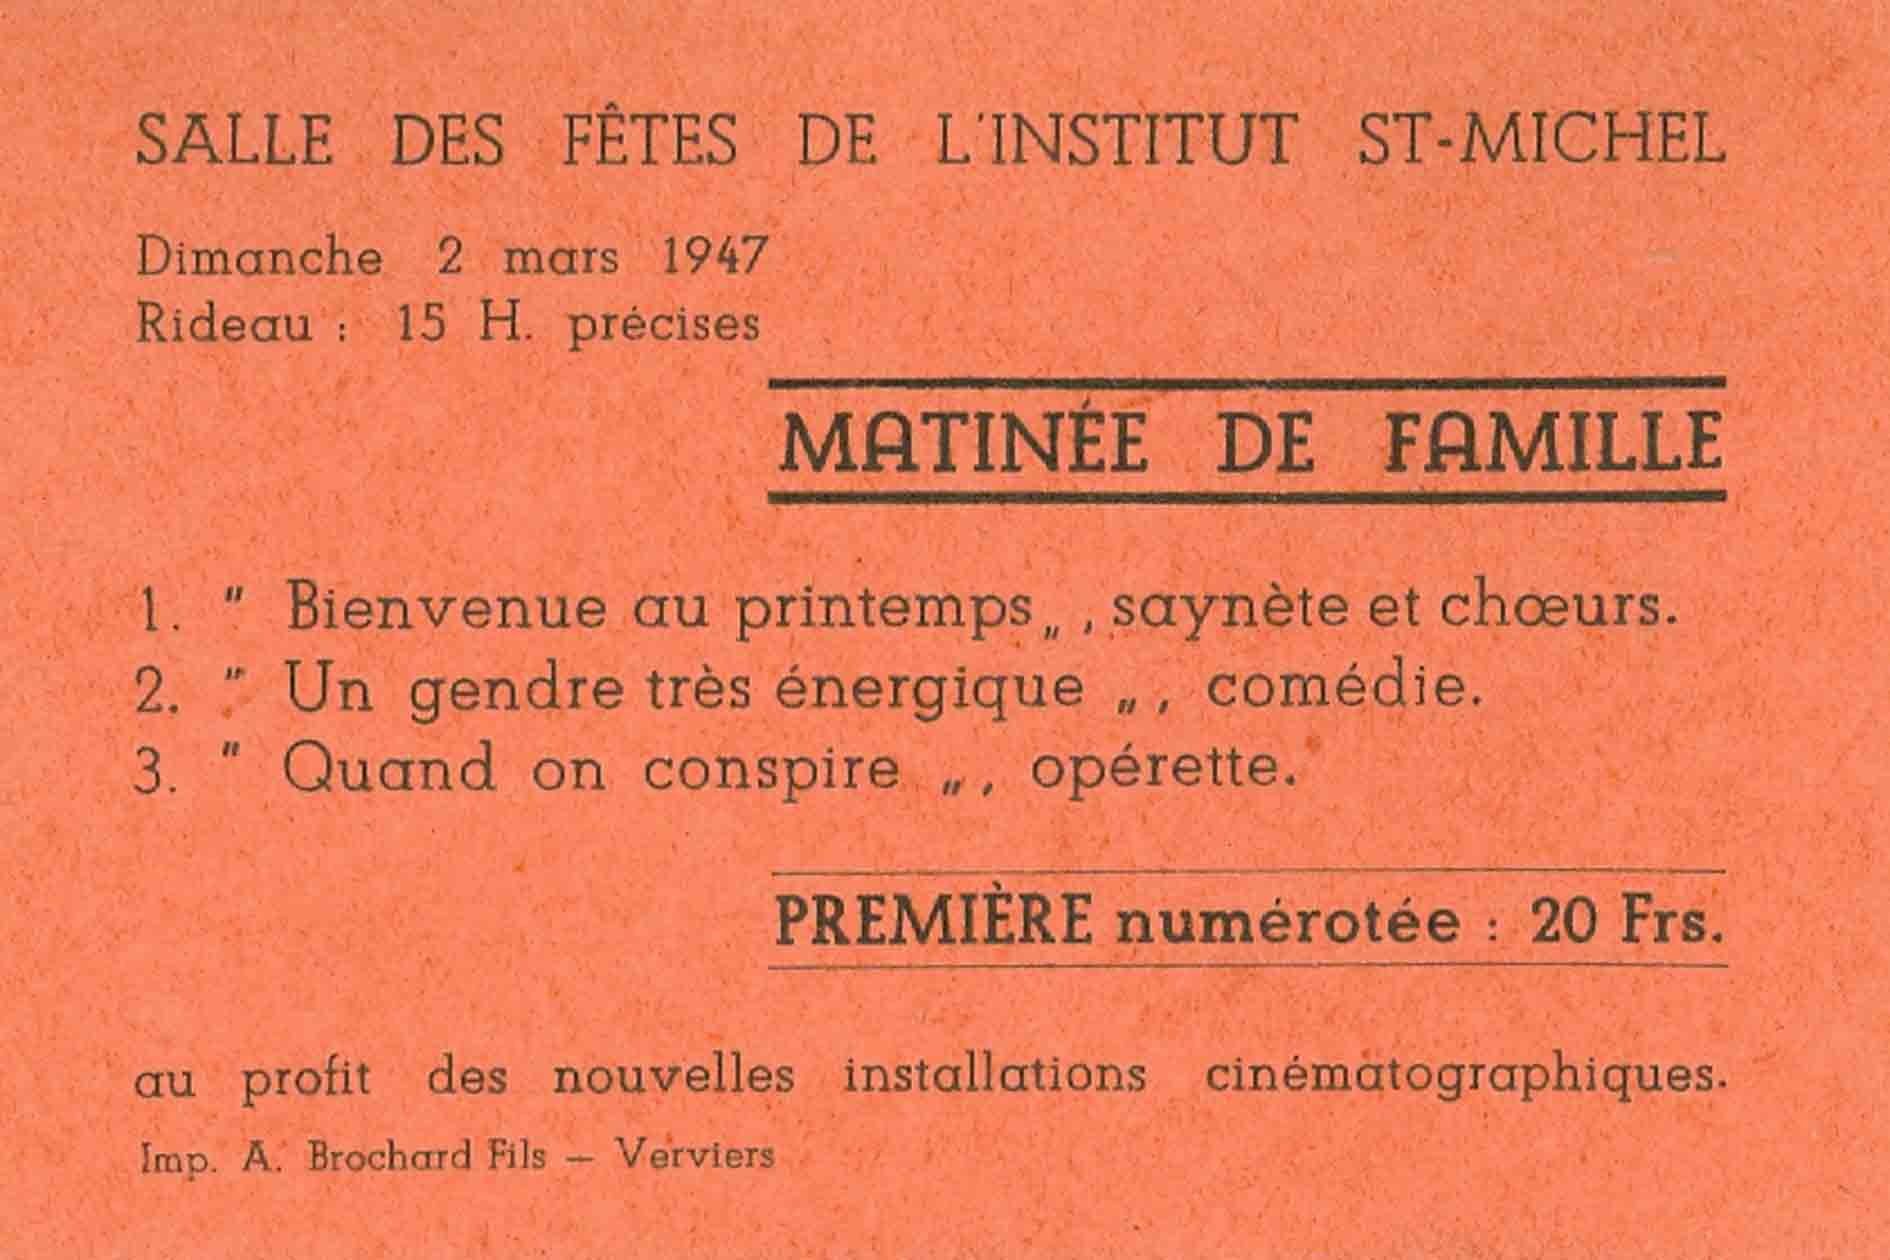 SALLE DES FÊTES DE L'INSTITUT ST-MICHEL
Dimanche 2 mars 1947
Rideau : 15 H. précises
MATINÉE DE FAMILLE
1. " Bienvenue au printemps „ , saynète et chœurs.
2. " Un gendre très énergique „ , comédie.
3. " Quand on conspire „ , opérette.
PREMIÈRE numérotée : 20 Frs.
au profit des nouvelles installations cinématographiques.
Imp. A. Brochard Fils — Verviers